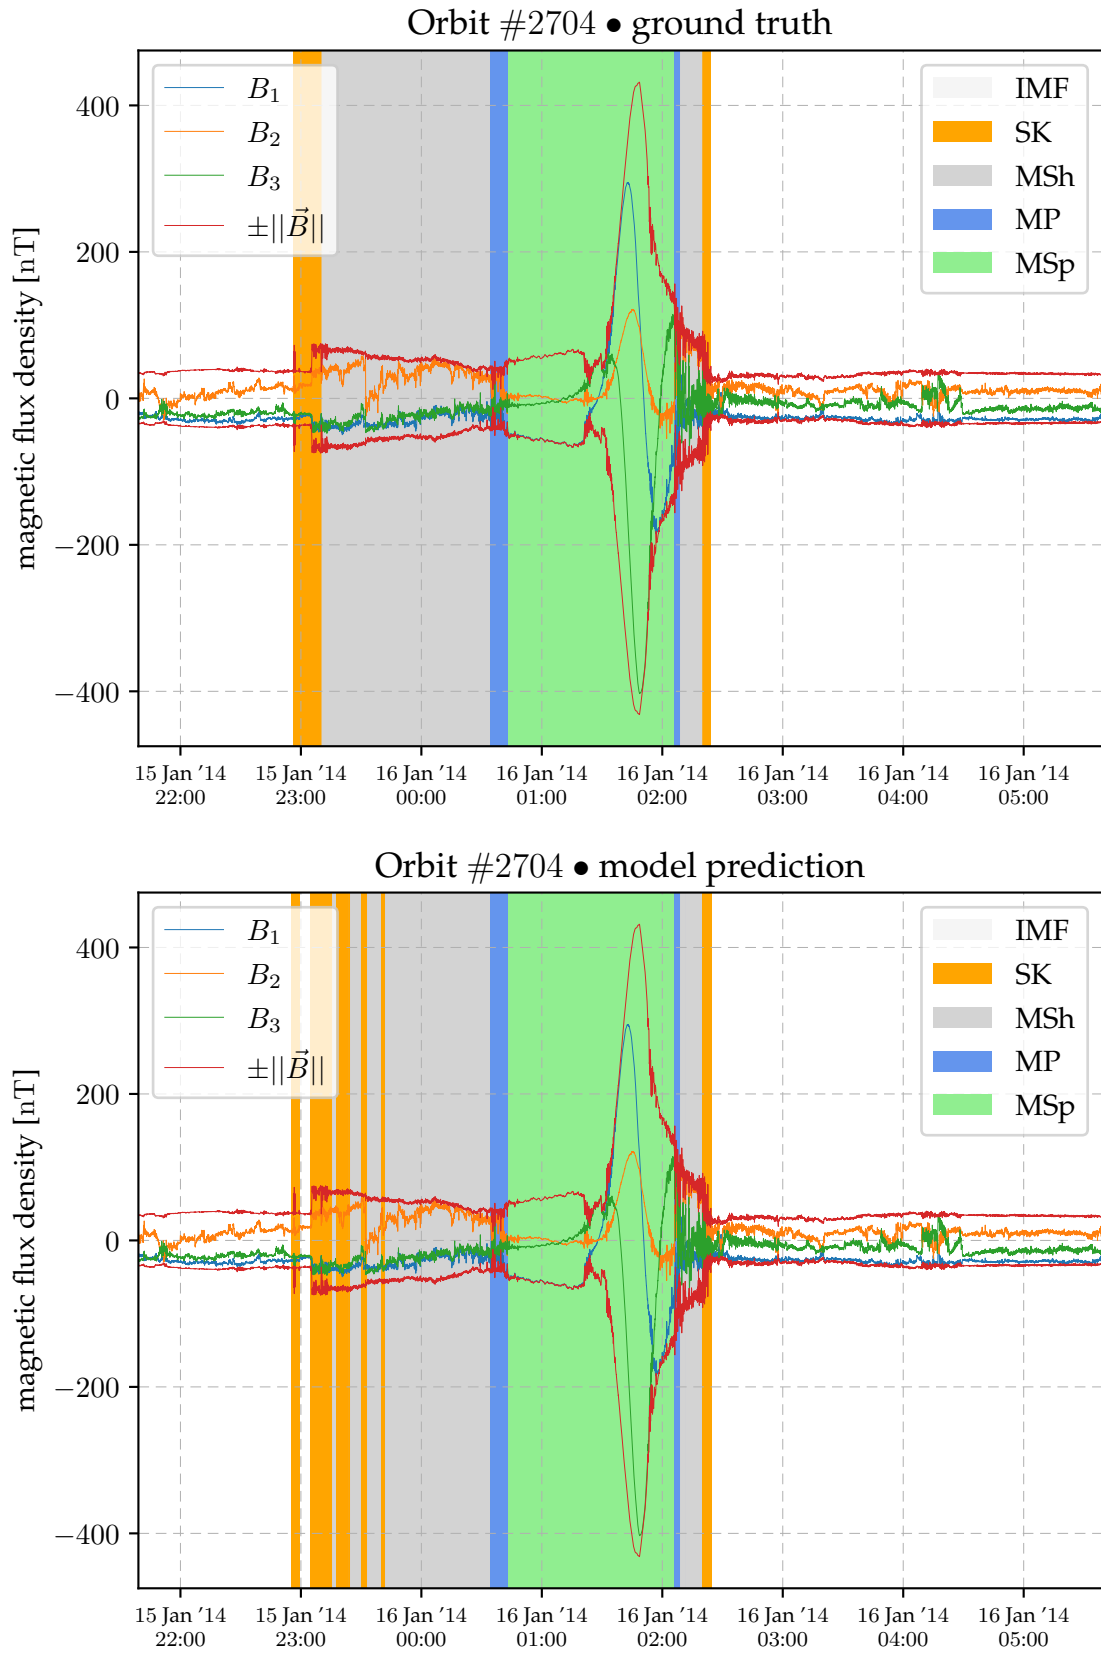 Orbit #2704 • ground truth
B₁
B₂
B₃
±||B⃗||
IMF
SK
MSh
MP
MSp
magnetic flux density [nT]
400
200
0
−200
−400
15 Jan '14
22:00
15 Jan '14
23:00
16 Jan '14
00:00
16 Jan '14
01:00
16 Jan '14
02:00
16 Jan '14
03:00
16 Jan '14
04:00
16 Jan '14
05:00
Orbit #2704 • model prediction
B₁
B₂
B₃
±||B⃗||
IMF
SK
MSh
MP
MSp
magnetic flux density [nT]
400
200
0
−200
−400
15 Jan '14
22:00
15 Jan '14
23:00
16 Jan '14
00:00
16 Jan '14
01:00
16 Jan '14
02:00
16 Jan '14
03:00
16 Jan '14
04:00
16 Jan '14
05:00